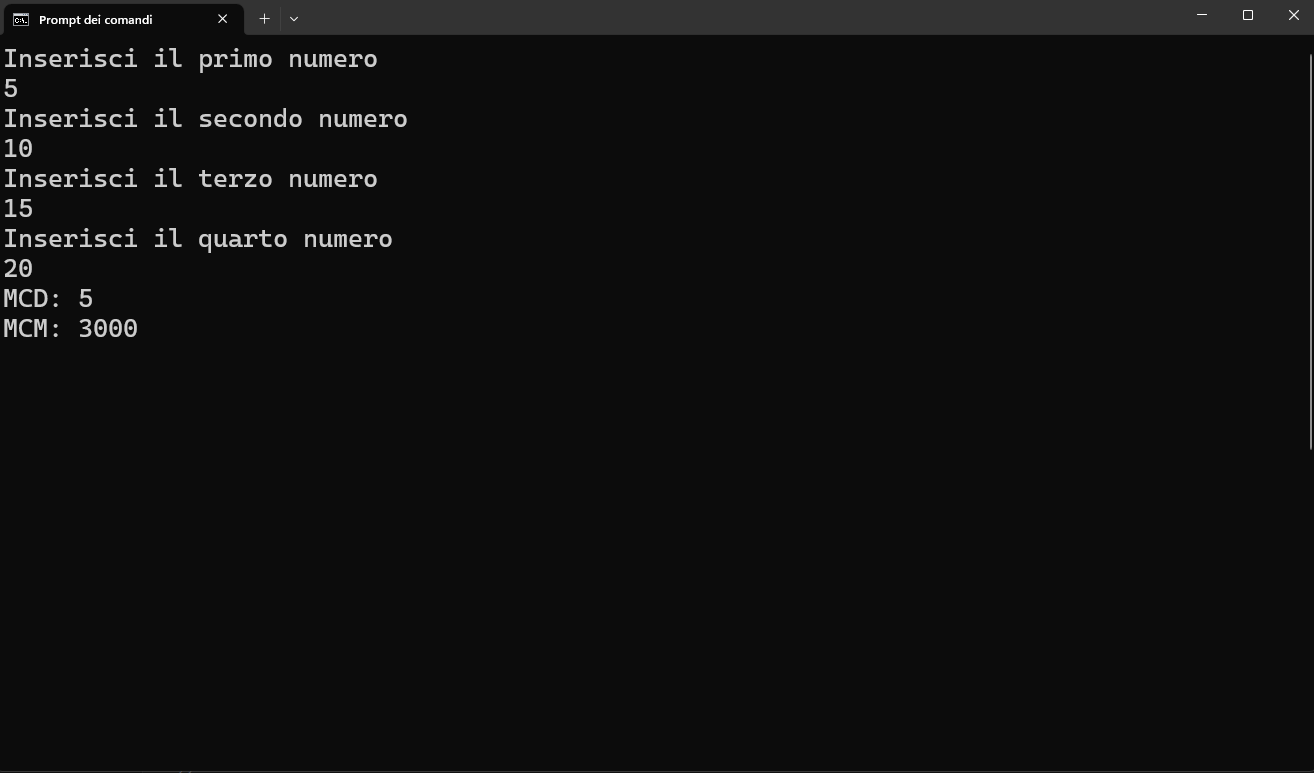 Prompt dei comandi
Inserisci il primo numero
5
Inserisci il secondo numero
10
Inserisci il terzo numero
15
Inserisci il quarto numero
20
MCD: 5
MCM: 3000